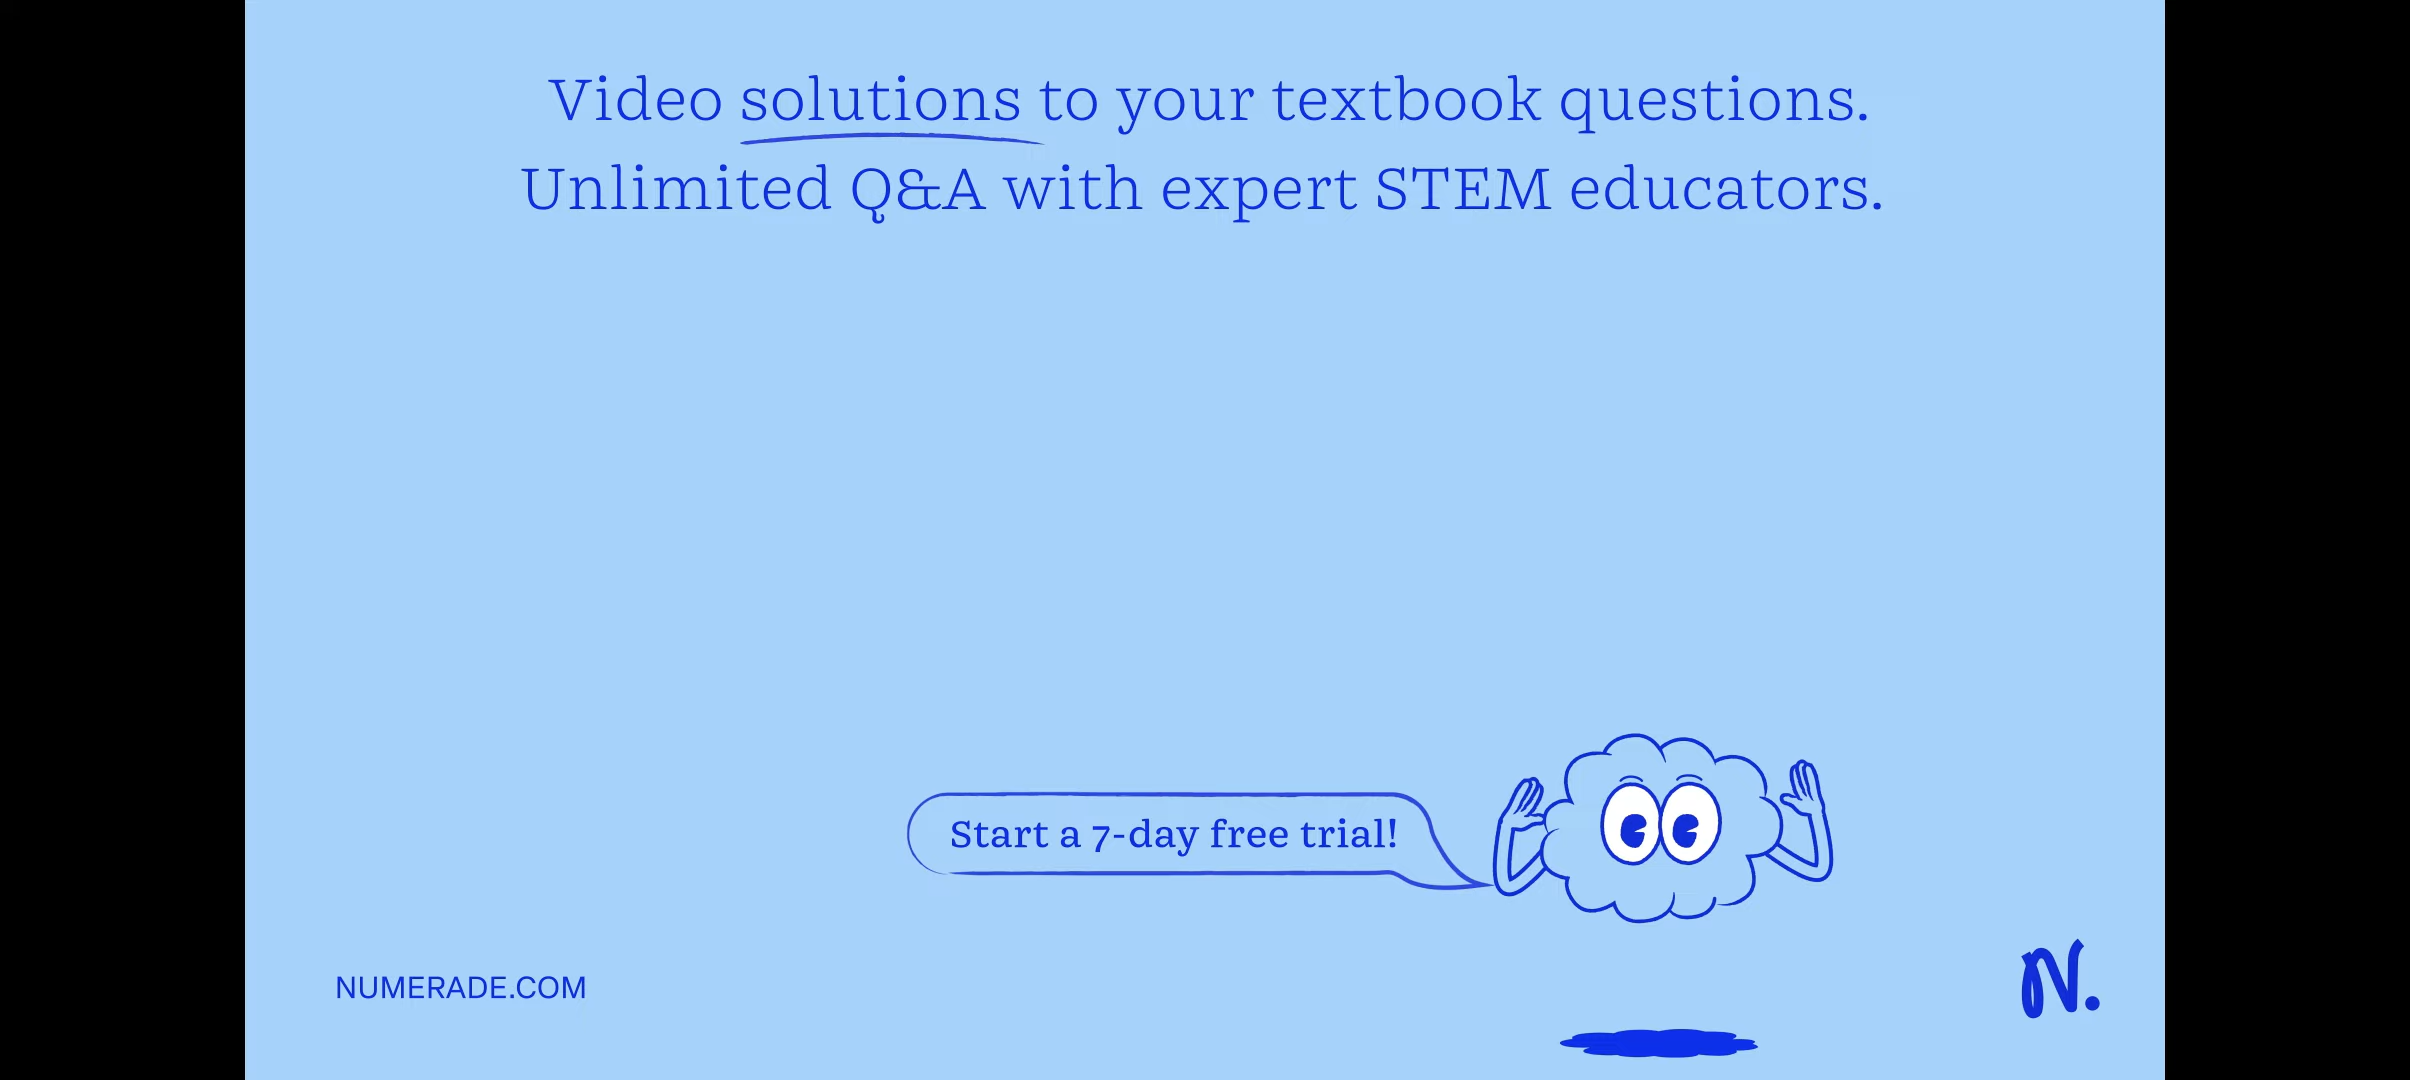 Video solutions to your textbook questions.
Unlimited Q&A with expert STEM educators.
Start a 7-day free trial!
NUMERADE.COM
N.